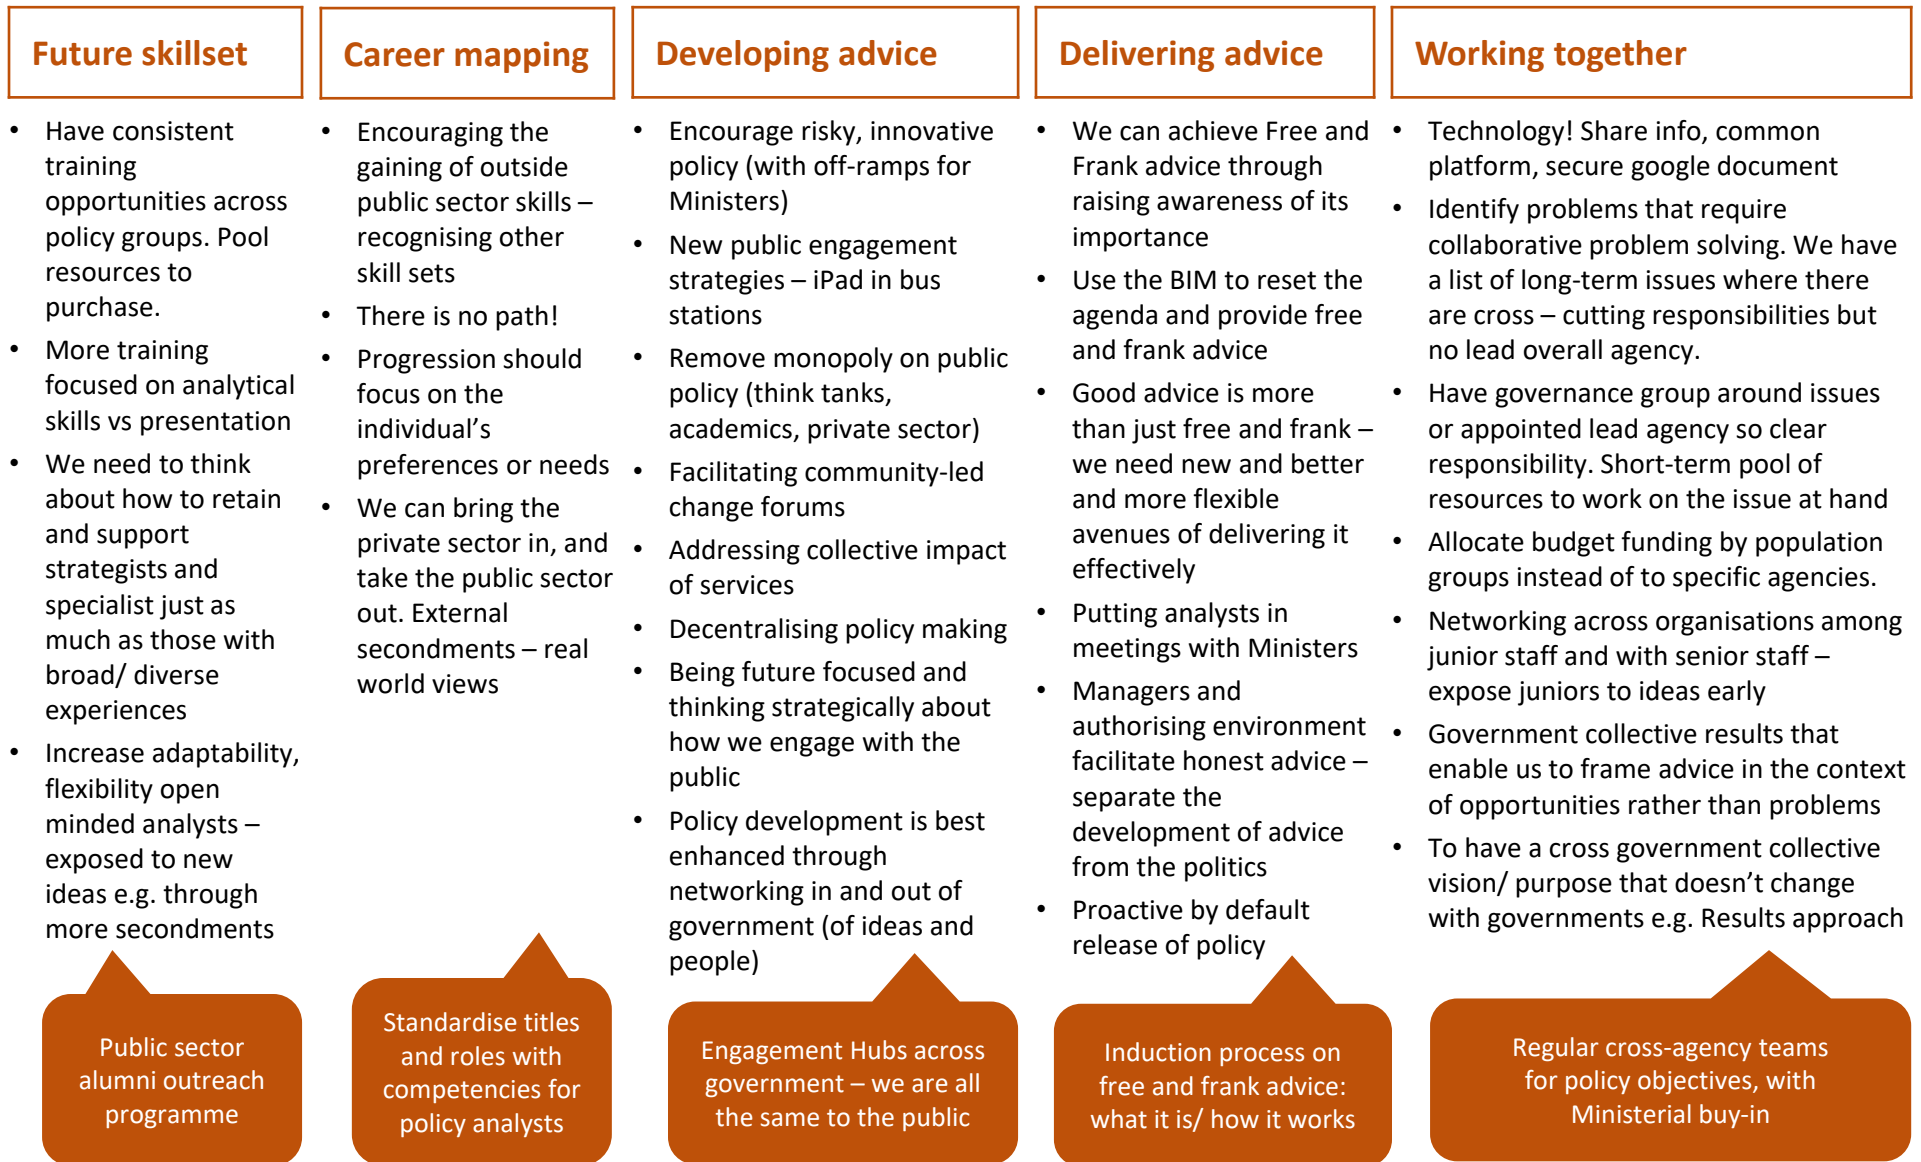 Future skillset
• Have consistent
training
opportunities across
policy groups. Pool
resources to
purchase.
• More training
focused on analytical
skills vs presentation
• We need to think
about how to retain
and support
strategists and
specialist just as
much as those with
broad/ diverse
experiences
• Increase adaptability,
flexibility open
minded analysts –
exposed to new
ideas e.g. through
more secondments
Public sector
alumni outreach
programme
Career mapping
• Encouraging the
gaining of outside
public sector skills –
recognising other
skill sets
• There is no path!
• Progression should
focus on the
individual’s
preferences or needs
• We can bring the
private sector in, and
take the public sector
out. External
secondments – real
world views
Standardise titles
and roles with
competencies for
policy analysts
Developing advice
• Encourage risky, innovative
policy (with off-ramps for
Ministers)
• New public engagement
strategies – iPad in bus
stations
• Remove monopoly on public
policy (think tanks,
academics, private sector)
• Facilitating community-led
change forums
• Addressing collective impact
of services
• Decentralising policy making
• Being future focused and
thinking strategically about
how we engage with the
public
• Policy development is best
enhanced through
networking in and out of
government (of ideas and
people)
Engagement Hubs across
government – we are all
the same to the public
Delivering advice
• We can achieve Free and
Frank advice through
raising awareness of its
importance
• Use the BIM to reset the
agenda and provide free
and frank advice
• Good advice is more
than just free and frank –
we need new and better
and more flexible
avenues of delivering it
effectively
• Putting analysts in
meetings with Ministers
• Managers and
authorising environment
facilitate honest advice –
separate the
development of advice
from the politics
• Proactive by default
release of policy
Induction process on
free and frank advice:
what it is/ how it works
Working together
• Technology! Share info, common
platform, secure google document
• Identify problems that require
collaborative problem solving. We have
a list of long-term issues where there
are cross – cutting responsibilities but
no lead overall agency.
• Have governance group around issues
or appointed lead agency so clear
responsibility. Short-term pool of
resources to work on the issue at hand
• Allocate budget funding by population
groups instead of to specific agencies.
• Networking across organisations among
junior staff and with senior staff –
expose juniors to ideas early
• Government collective results that
enable us to frame advice in the context
of opportunities rather than problems
• To have a cross government collective
vision/ purpose that doesn’t change
with governments e.g. Results approach
Regular cross-agency teams
for policy objectives, with
Ministerial buy-in